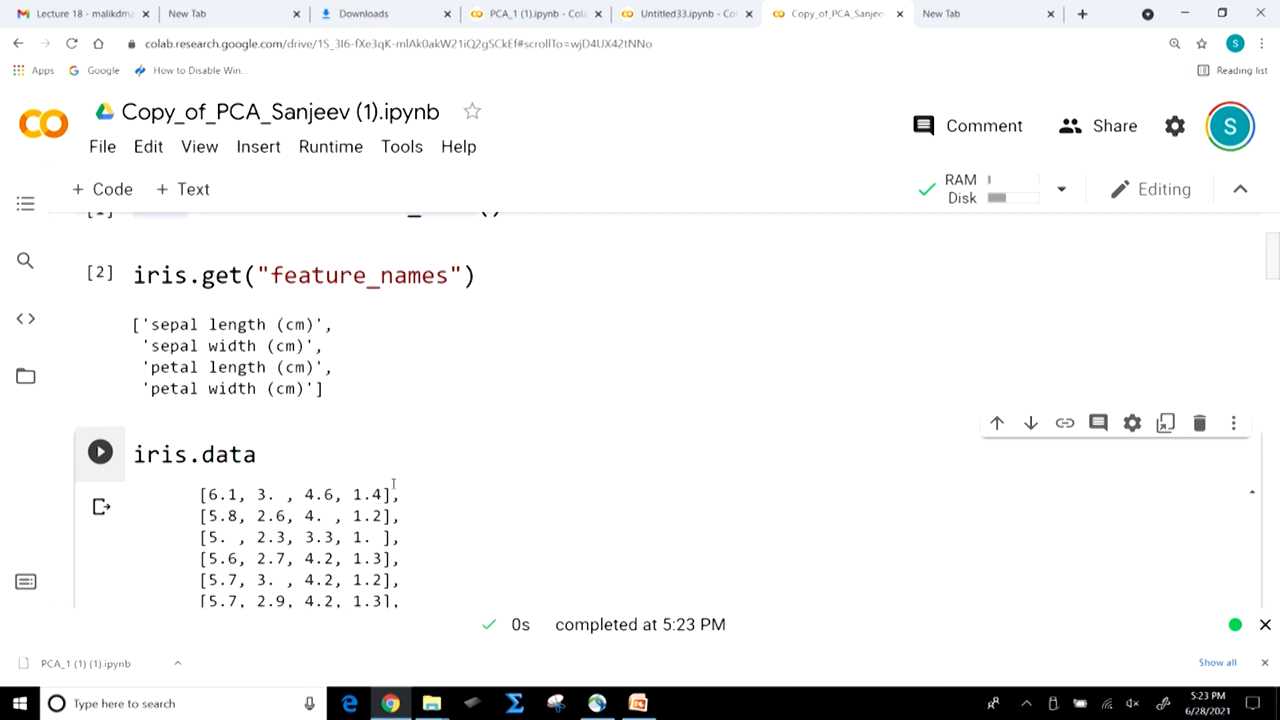 Lecture 18 - malikdma
New Tab
Downloads
PCA_1 (1).ipynb - Cola
Untitled33.ipynb - Cola
Copy_of_PCA_Sanjee
New Tab
colab.research.google.com/drive/1S_3I6-fXe3qK-mlAk0akW21iQ2gSCkEf#scrollTo=wjD4UX42tNNo
S
Apps
Google
How to Disable Win...
Reading list
CO
Copy_of_PCA_Sanjeev (1).ipynb
Comment
Share
S
File Edit View Insert Runtime Tools Help
+ Code + Text
RAM
Disk
Editing
[2] iris.get("feature_names")
['sepal length (cm)',
'sepal width (cm)',
'petal length (cm)',
'petal width (cm)']
iris.data
[6.1, 3. , 4.6, 1.4],
[5.8, 2.6, 4. , 1.2],
[5. , 2.3, 3.3, 1. ],
[5.6, 2.7, 4.2, 1.3],
[5.7, 3. , 4.2, 1.2],
[5.7, 2.9, 4.2, 1.3],
0s completed at 5:23 PM
PCA_1 (1) (1).ipynb
Show all
Type here to search
5:23 PM
6/28/2021